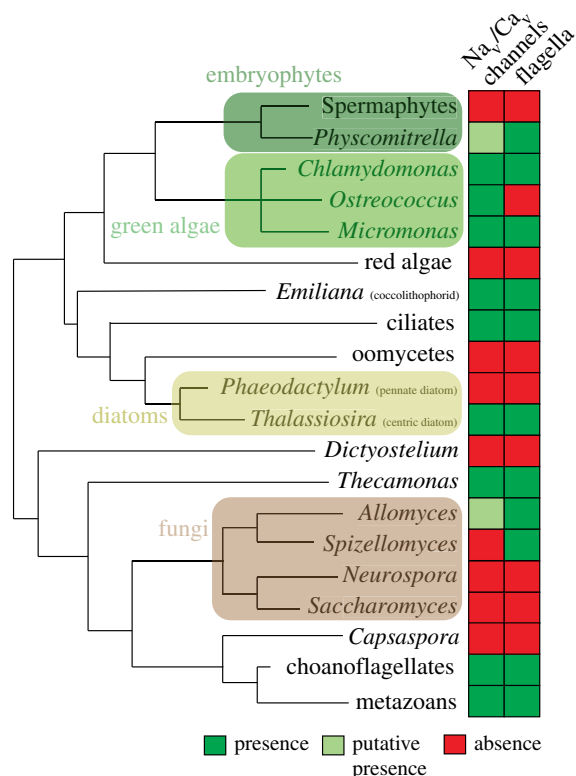 Naᵥ/Caᵥ
channels
flagella
embryophytes
Spermaphytes
Physcomitrella
Chlamydomonas
Ostreococcus
green algae
Micromonas
red algae
Emiliana (coccolithophorid)
ciliates
oomycetes
Phaeodactylum (pennate diatom)
diatoms
Thalassiosira (centric diatom)
Dictyostelium
Thecamonas
Allomyces
fungi
Spizellomyces
Neurospora
Saccharomyces
Capsaspora
choanoflagellates
metazoans
presence
putative
presence
absence